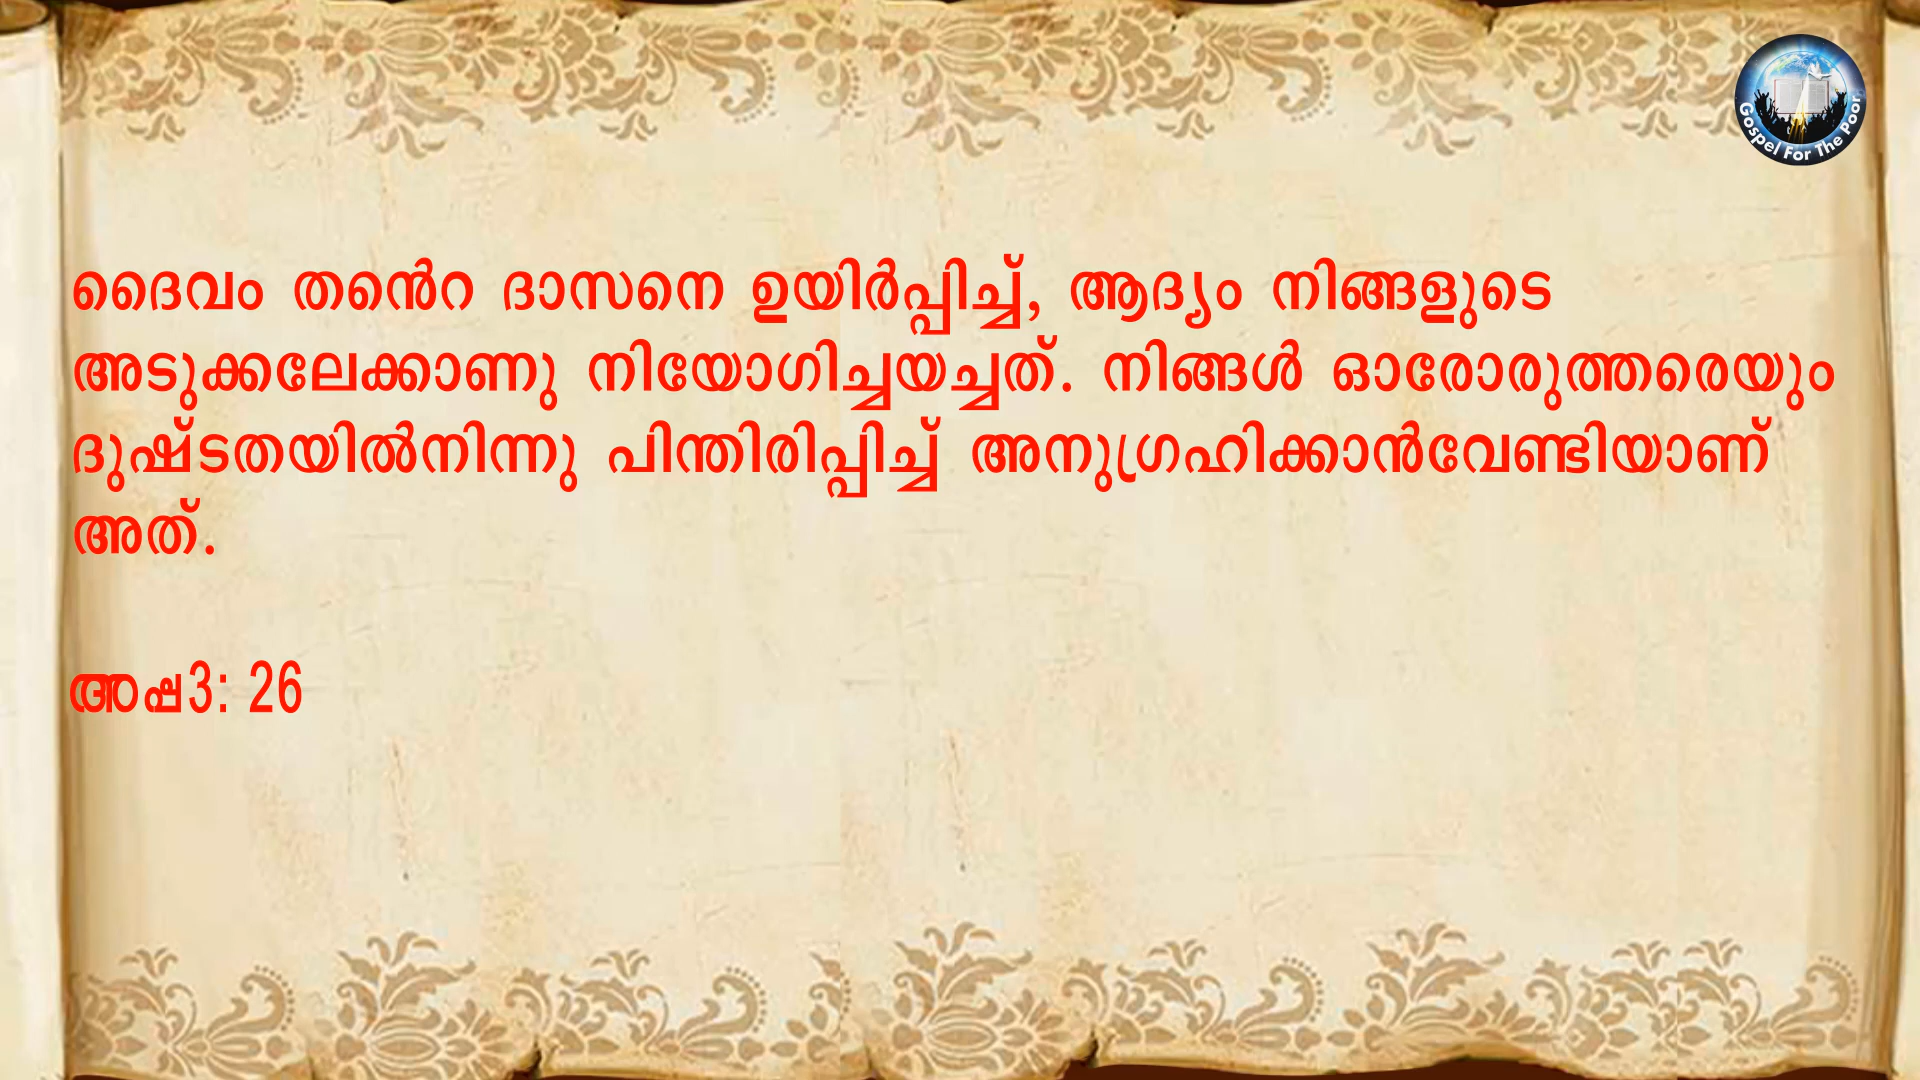 Gospel For The Poor
ദൈവം തൻെറ ദാസനെ ഉയിർപ്പിച്ച്, ആദ്യം നിങ്ങളുടെ
അടുക്കലേക്കാണു നിയോഗിച്ചയച്ചത്. നിങ്ങൾ ഓരോരുത്തരെയും
ദുഷ്ടതയിൽനിന്നു പിന്തിരിപ്പിച്ച് അനുഗ്രഹിക്കാൻവേണ്ടിയാണ്
അത്.
അപ്പ3: 26